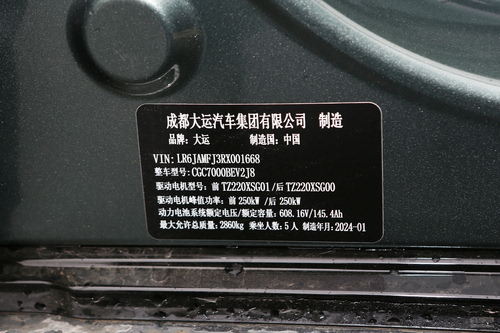 成都大运汽车集团有限公司 制造
品牌：大运 制造国：中国
VIN: LR6JAMFJ3RX001668
整车型号: CGC7000BEV2J8
驱动电机型号: 前 TZ220XSG01 /后 TZ220XSG00
驱动电机峰值功率: 前 250kW /后 250kW
动力电池系统额定电压/额定容量: 608.16V/145.4Ah
最大允许总质量: 2860kg 乘坐人数: 5人 制造年月: 2024-01